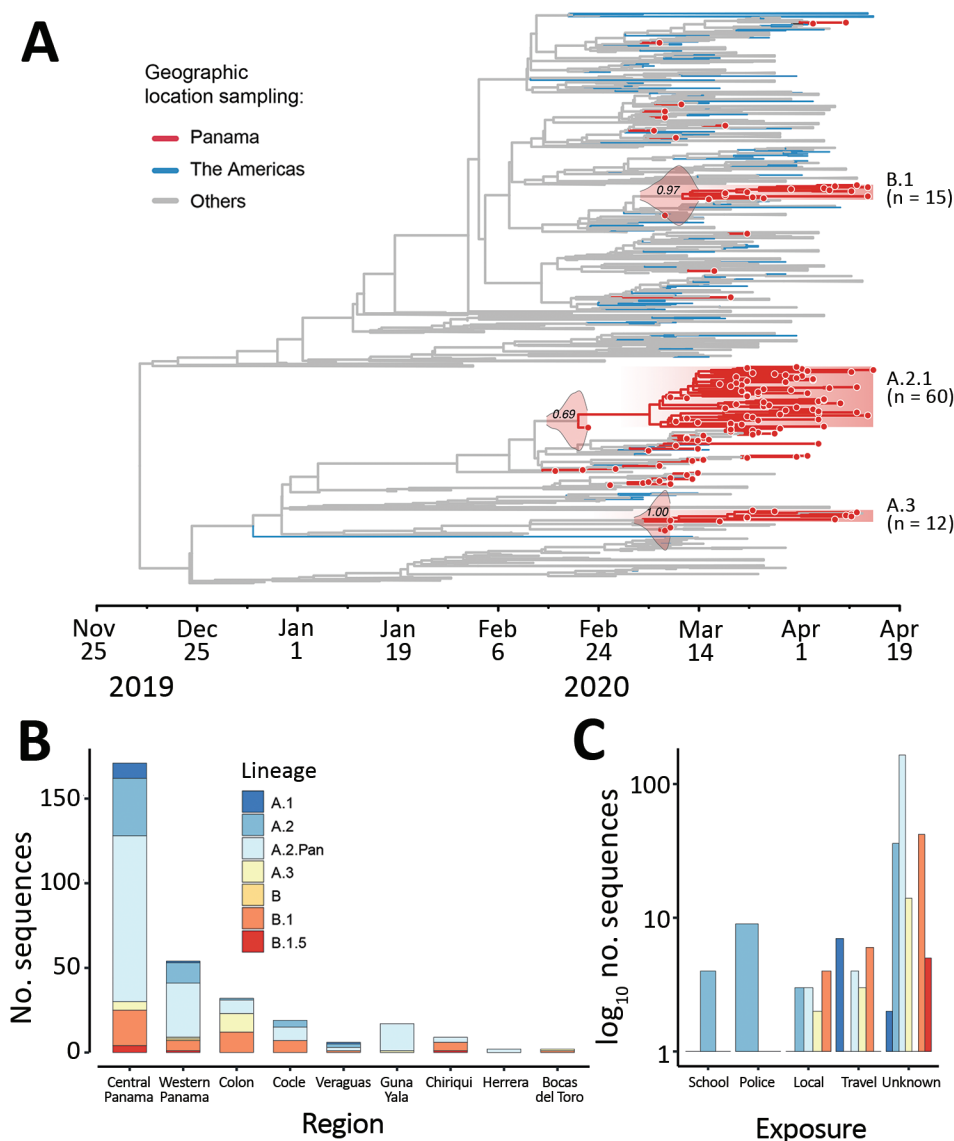 A
Geographic
location sampling:
Panama
The Americas
Others
0.97
B.1
(n = 15)
0.69
A.2.1
(n = 60)
1.00
A.3
(n = 12)
Nov Dec Jan Jan Feb Feb Mar Apr Apr
25 25 1 19 6 24 14 1 19
2019 2020
B
No. sequences
150
100
50
0
Lineage
A.1
A.2
A.2.Pan
A.3
B
B.1
B.1.5
Central Western Colon Cocle Veraguas Guna Chiriqui Herrera Bocas
Panama Panama Yala del Toro
Region
C
log10 no. sequences
100
10
1
School Police Local Travel Unknown
Exposure